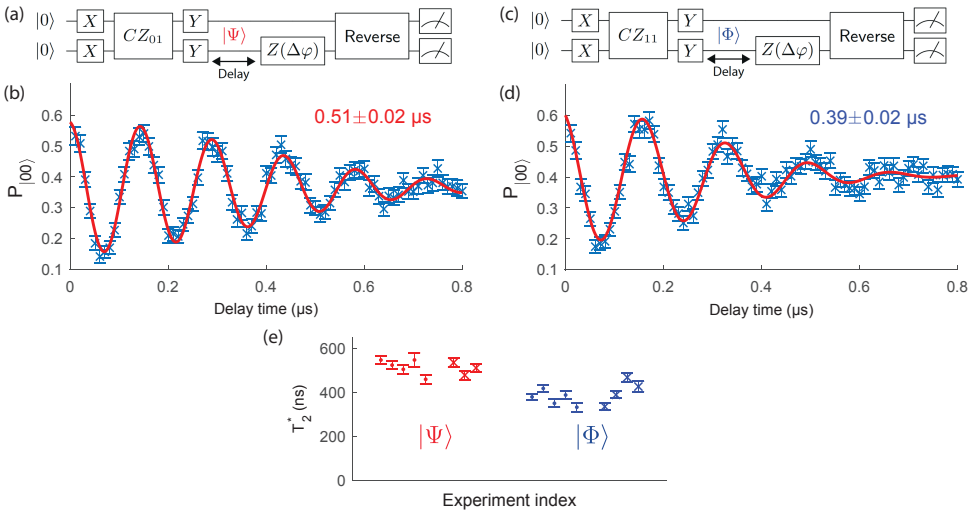 (a)
|0⟩ X CZ₀₁ Y Reverse
|0⟩ X Y |Ψ⟩ Z(Δφ)
Delay
(c)
|0⟩ X CZ₁₁ Y Reverse
|0⟩ X Y |Φ⟩ Z(Δφ)
Delay
(b)
0.51±0.02 µs
P|00⟩
0.6
0.5
0.4
0.3
0.2
0.1
0 0.2 0.4 0.6 0.8
Delay time (µs)
(d)
0.39±0.02 µs
P|00⟩
0.6
0.5
0.4
0.3
0.2
0.1
0 0.2 0.4 0.6 0.8
Delay time (µs)
(e)
T₂* (ns)
600
400
200
0
|Ψ⟩ |Φ⟩
Experiment index